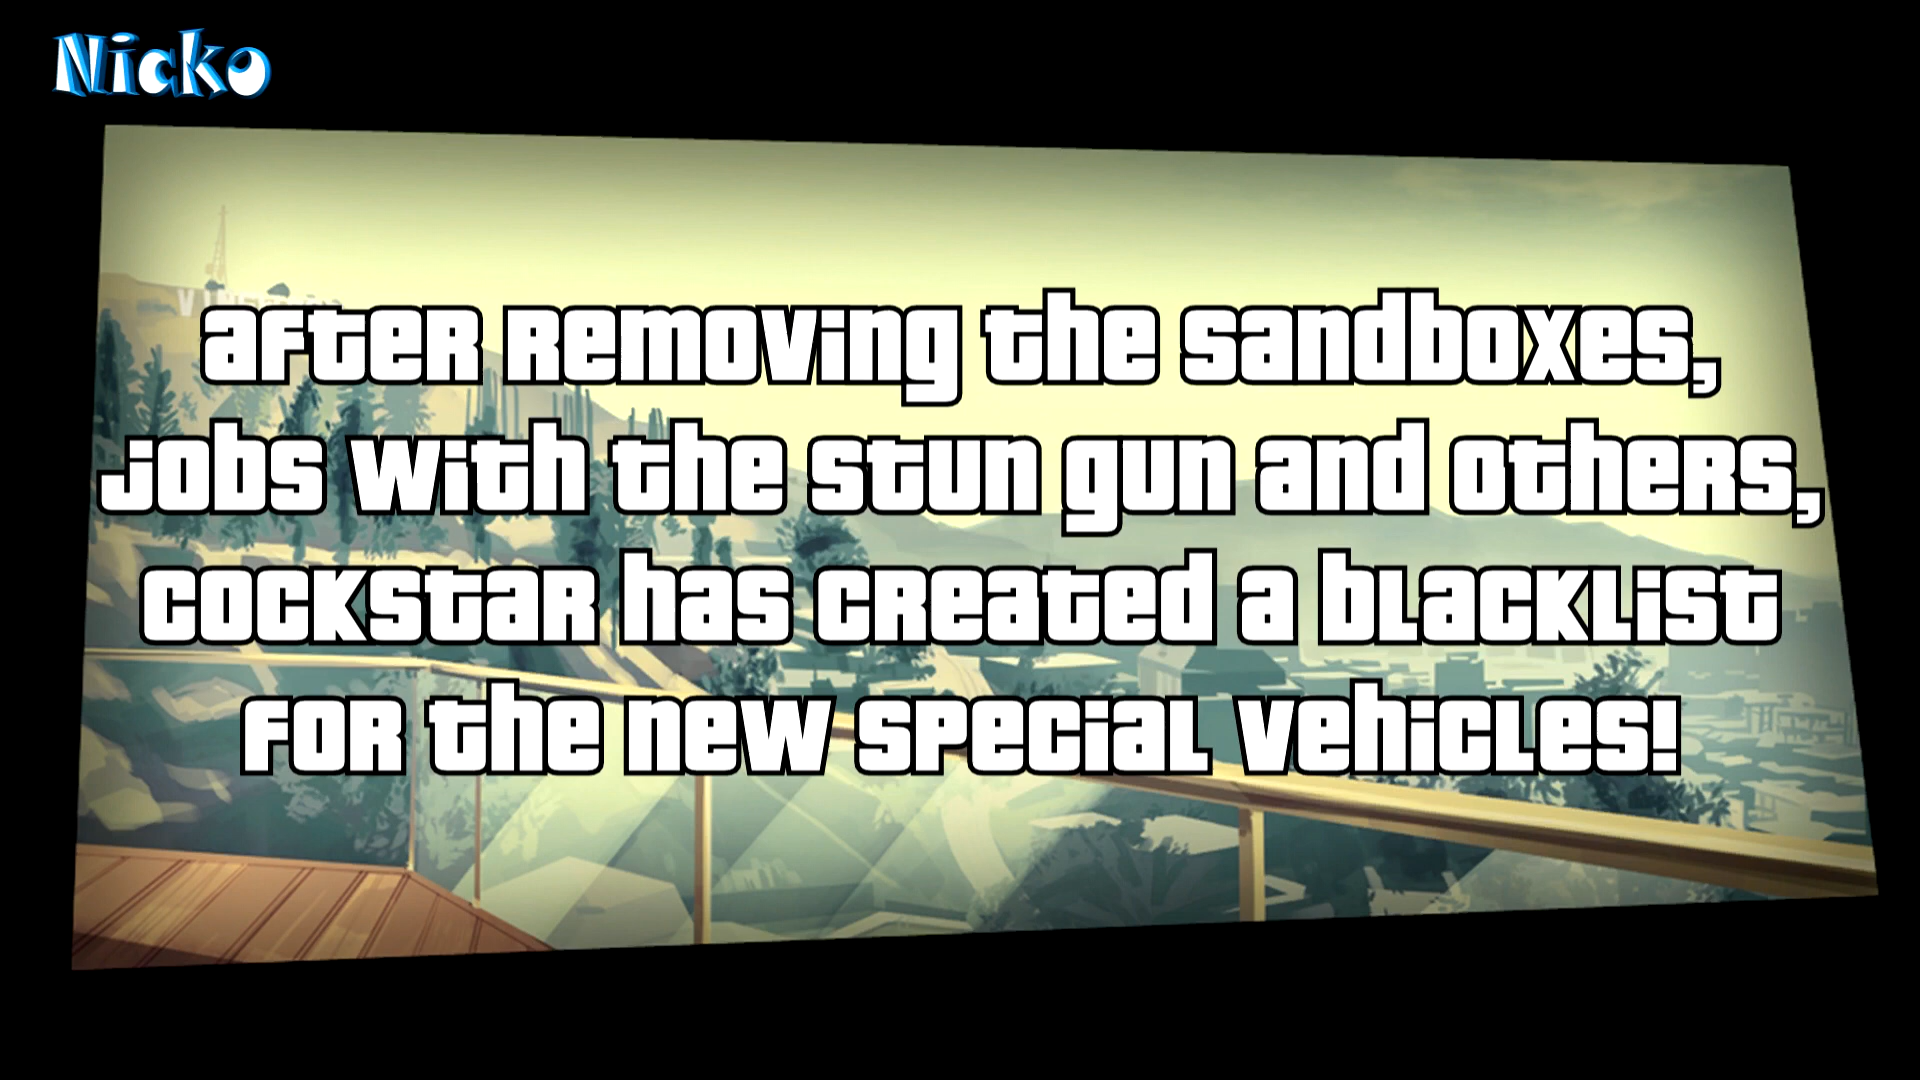 Nicko
VINEWOOD
after removing the sandboxes,
jobs with the stun gun and others,
cockstar has created a blacklist
for the new special vehicles!